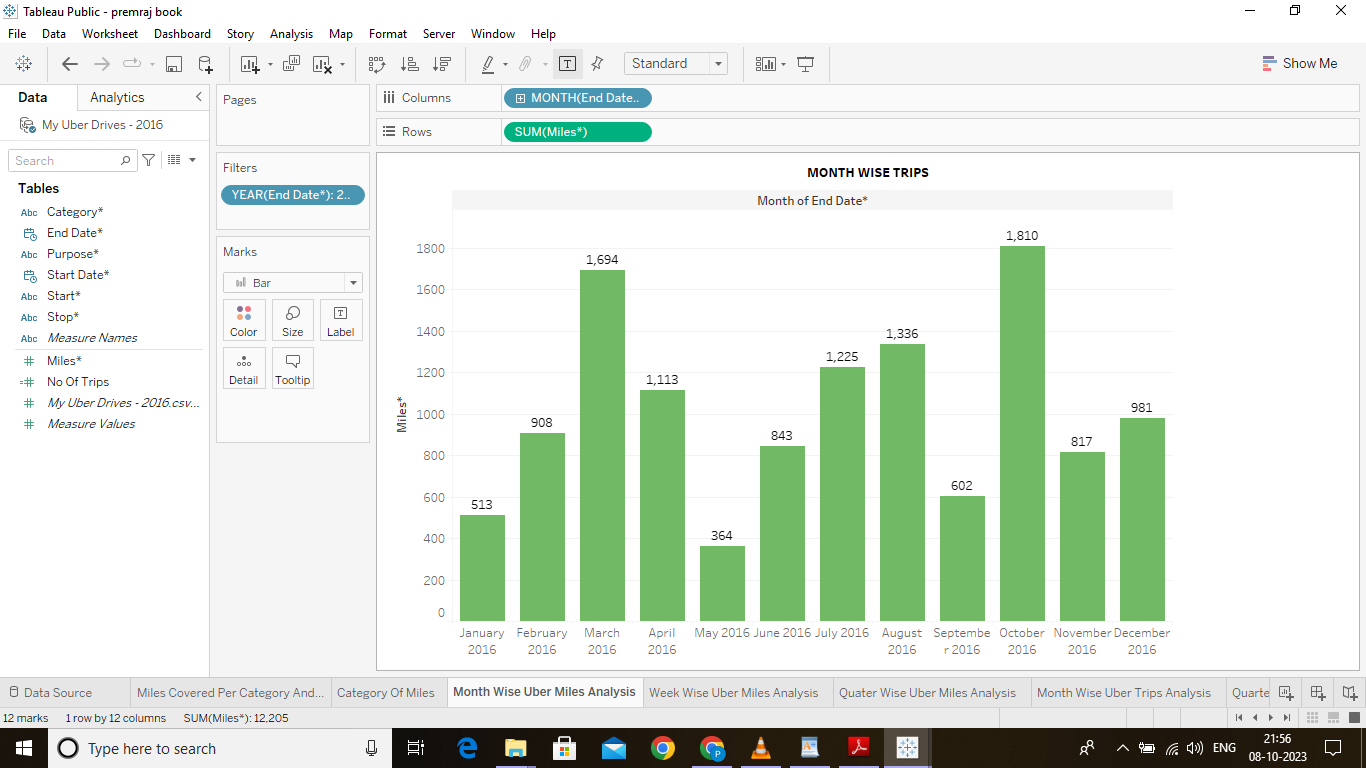 Tableau Public - premraj book
File Data Worksheet Dashboard Story Analysis Map Format Server Window Help
Standard
Show Me
Data Analytics
My Uber Drives - 2016
Search
Tables
Abc Category*
End Date*
Abc Purpose*
Start Date*
Abc Start*
Abc Stop*
Abc Measure Names
Miles*
No Of Trips
My Uber Drives - 2016.csv...
Measure Values
Pages
Filters
YEAR(End Date*): 2..
Marks
Bar
Color Size Label
Detail Tooltip
Columns MONTH(End Date..
Rows SUM(Miles*)
MONTH WISE TRIPS
Month of End Date*
Miles*
1800
1600
1400
1200
1000
800
600
400
200
0
513
908
1,694
1,113
364
843
1,225
1,336
602
1,810
817
981
January 2016
February 2016
March 2016
April 2016
May 2016
June 2016
July 2016
August 2016
Septembe
r 2016
October 2016
November 2016
December 2016
Data Source Miles Covered Per Category And... Category Of Miles Month Wise Uber Miles Analysis Week Wise Uber Miles Analysis Quater Wise Uber Miles Analysis Month Wise Uber Trips Analysis Quarte
12 marks 1 row by 12 columns SUM(Miles*): 12,205
Type here to search
ENG
21:56
08-10-2023